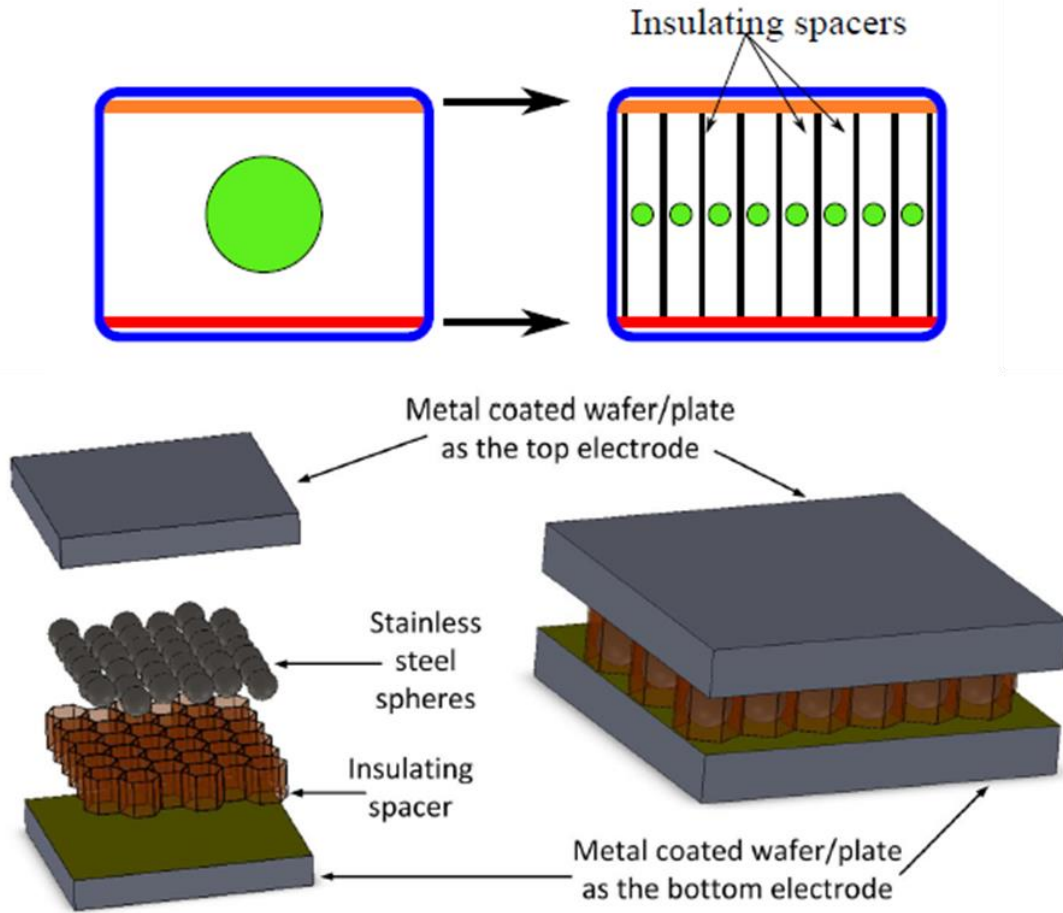 Insulating spacers
Metal coated wafer/plate
as the top electrode
Stainless
steel
spheres
Insulating
spacer
Metal coated wafer/plate
as the bottom electrode